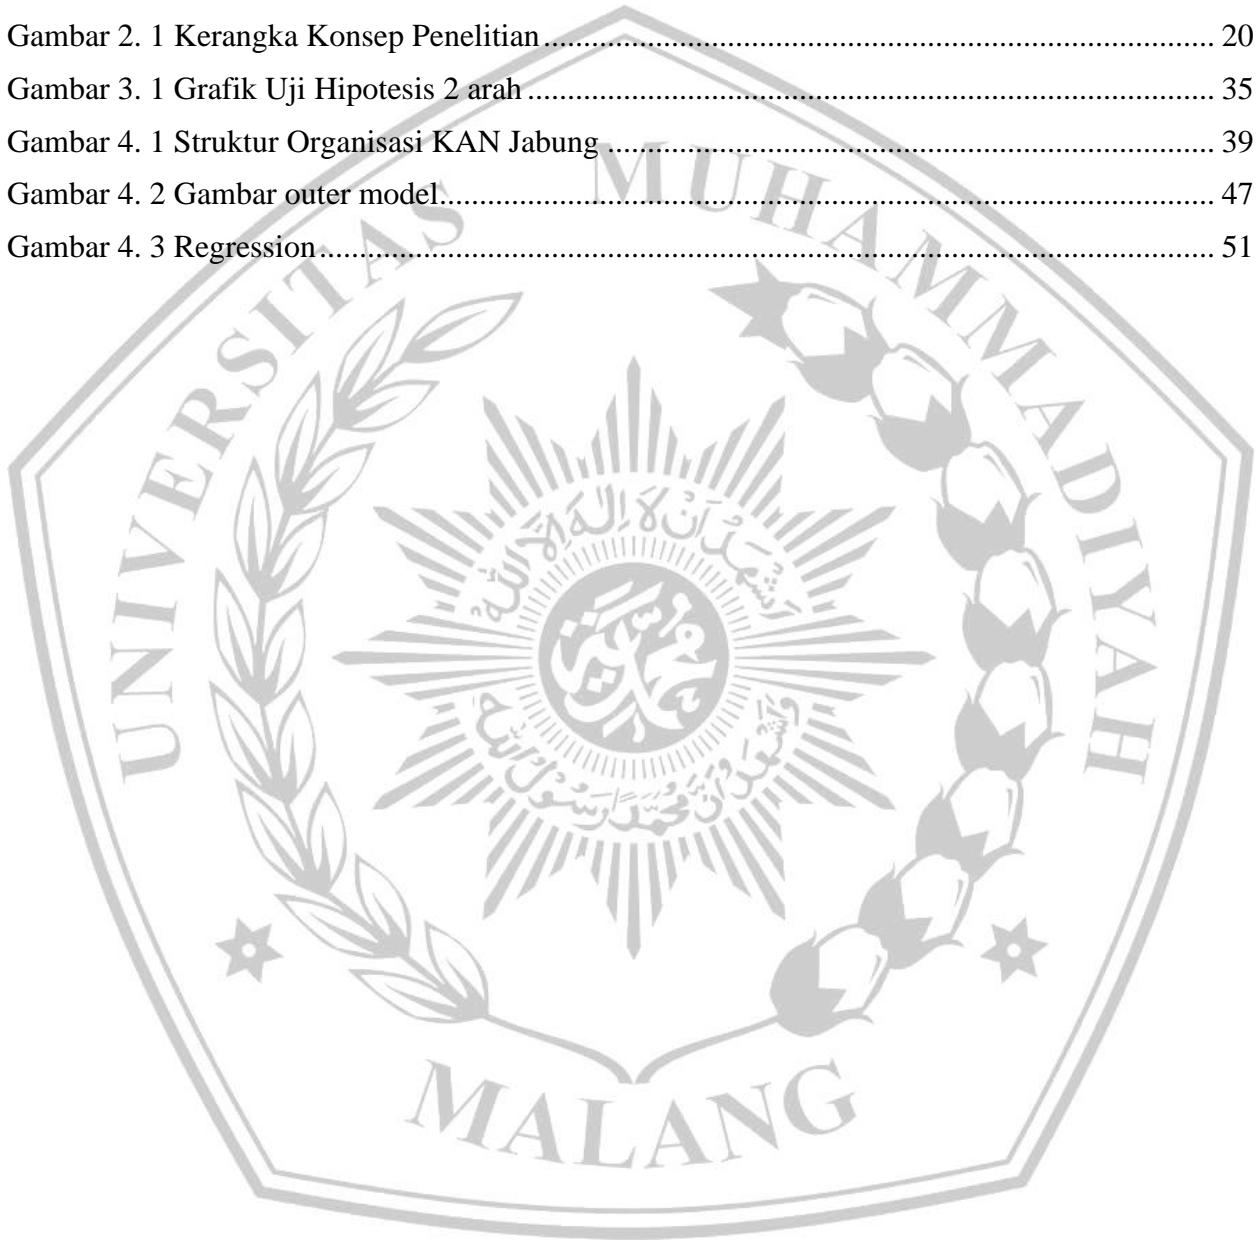 Gambar 2. 1 Kerangka Konsep Penelitian........................................................................................ 20
Gambar 3. 1 Grafik Uji Hipotesis 2 arah.......................................................................................... 35
Gambar 4. 1 Struktur Organisasi KAN Jabung ................................................................................ 39
Gambar 4. 2 Gambar outer model.................................................................................................... 47
Gambar 4. 3 Regression.................................................................................................................... 51
UNIVERSITAS MUHAMMADIYAH
MALANG